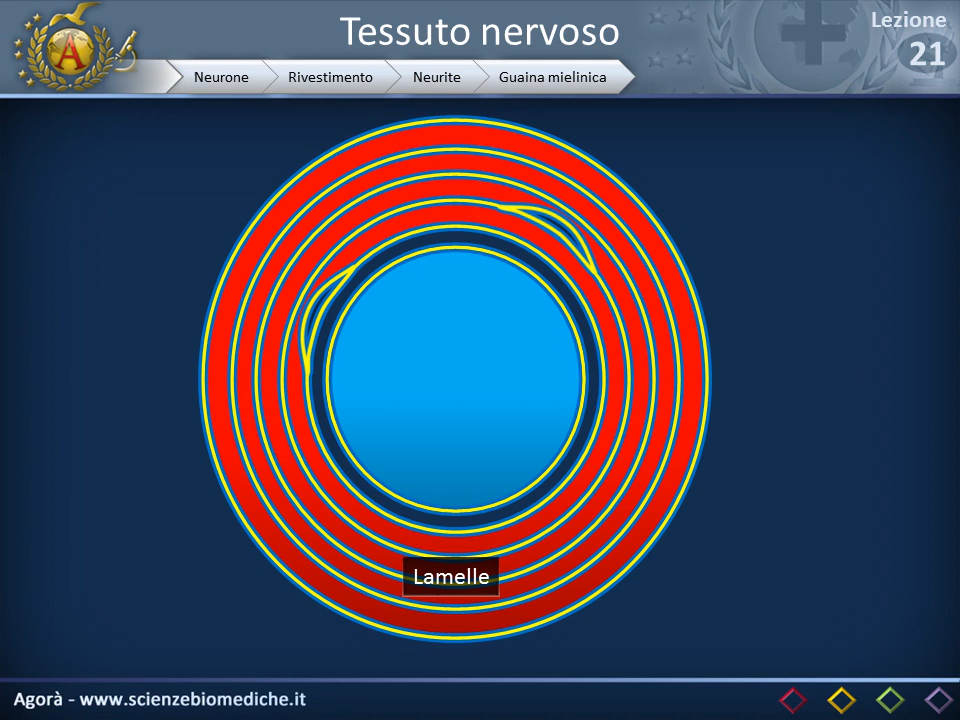 Tessuto nervoso
Lezione
21
Neurone
Rivestimento
Neurite
Guaina mielinica
A
Lamelle
Agorà - www.scienzebiomediche.it